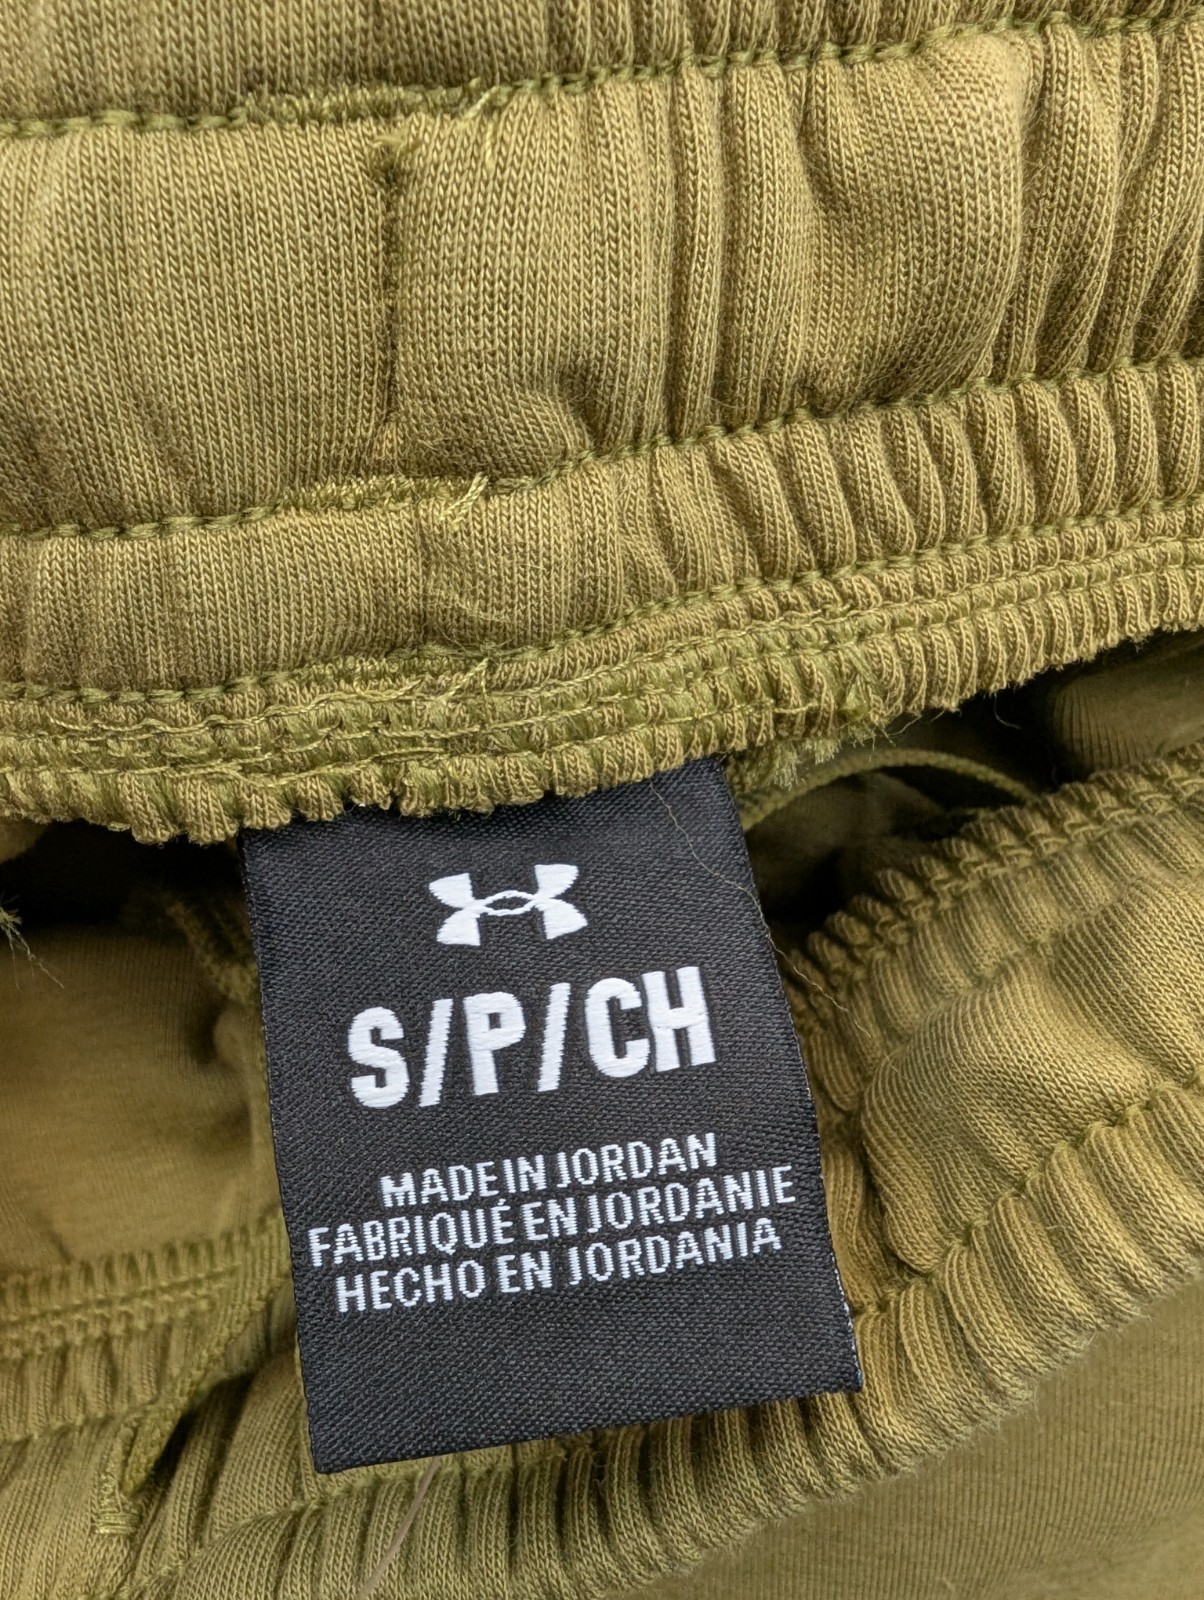 S/P/CH
MADE IN JORDAN
FABRIQUÉ EN JORDANIE
HECHO EN JORDANIA